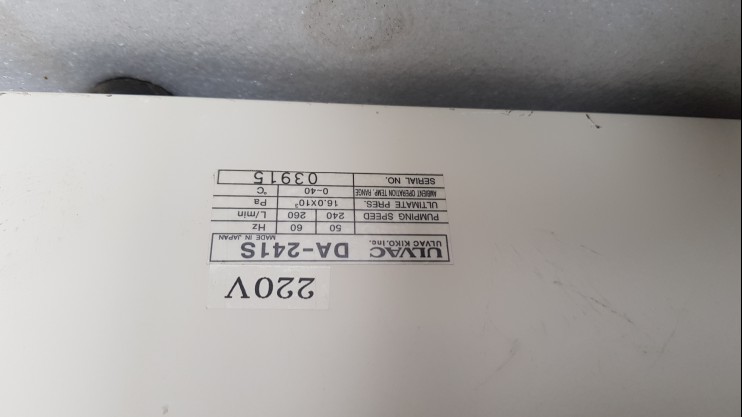 220V
ULVAC DA-241S
ULVAC KIKO, Inc. MADE IN JAPAN
50 60 Hz
PUMPING SPEED 240 260 L/min
ULTIMATE PRES. 16.0X10³ Pa
AMBIENT OPERATION TEMP. RANGE 0-40 °C
SERIAL NO. 03915